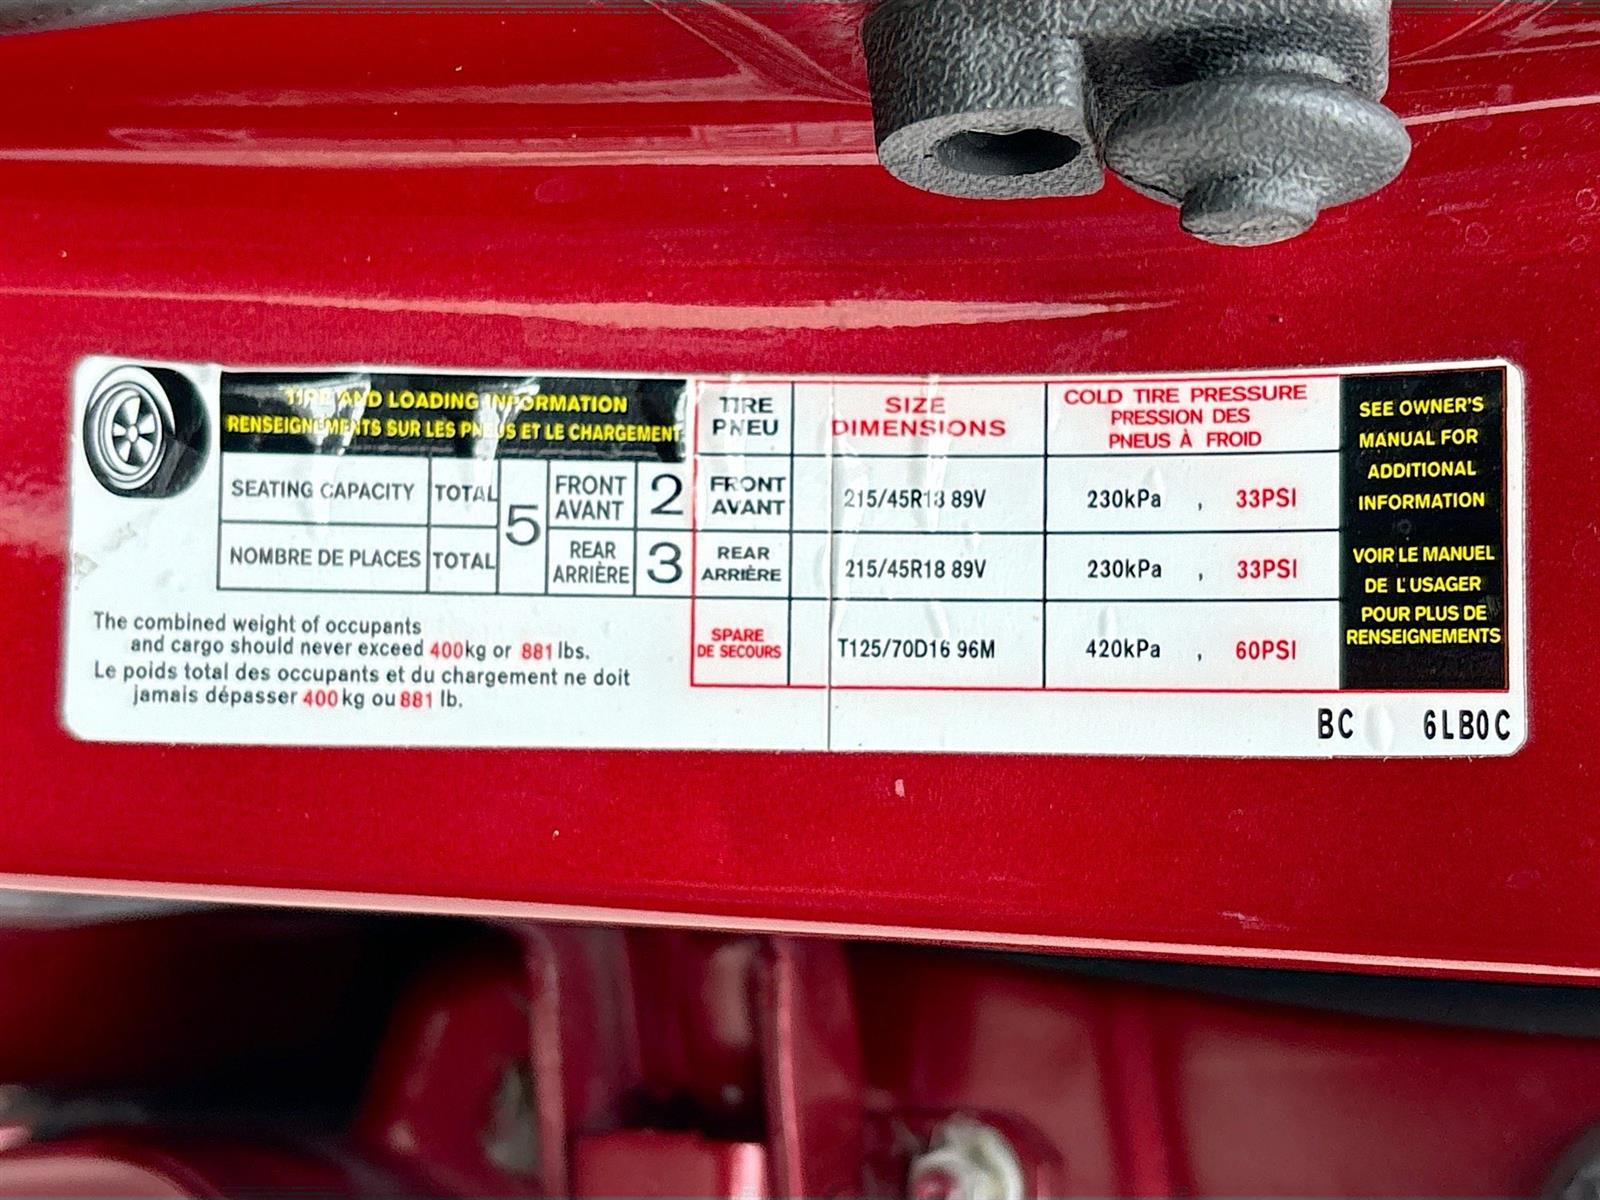 TIRE AND LOADING INFORMATION
RENSEIGNEMENTS SUR LES PNEUS ET LE CHARGEMENT
SEATING CAPACITY TOTAL
NOMBRE DE PLACES TOTAL
5
FRONT
AVANT
2
REAR
ARRIÈRE
3
The combined weight of occupants
and cargo should never exceed 400kg or 881 lbs.
Le poids total des occupants et du chargement ne doit
jamais dépasser 400 kg ou 881 lb.
TIRE
PNEU
SIZE
DIMENSIONS
COLD TIRE PRESSURE
PRESSION DES
PNEUS À FROID
FRONT
AVANT
215/45R18 89V
230kPa , 33PSI
REAR
ARRIÈRE
215/45R18 89V
230kPa , 33PSI
SPARE
DE SECOURS
T125/70D16 96M
420kPa , 60PSI
SEE OWNER'S
MANUAL FOR
ADDITIONAL
INFORMATION
VOIR LE MANUEL
DE L'USAGER
POUR PLUS DE
RENSEIGNEMENTS
BC 6LB0C